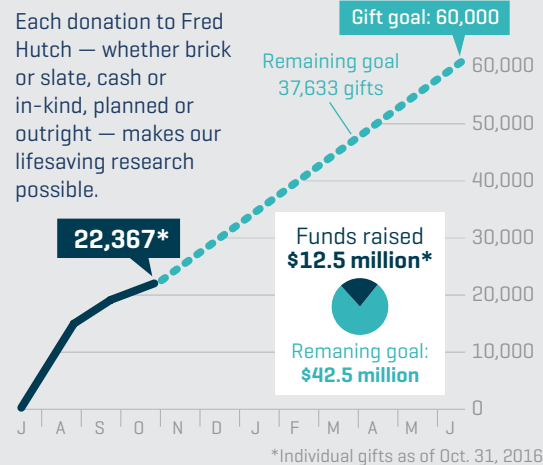 Each donation to Fred
Hutch — whether brick
or slate, cash or
in-kind, planned or
outright — makes our
lifesaving research
possible.
Gift goal: 60,000
Remaining goal
37,633 gifts
22,367*
60,000
50,000
40,000
30,000
20,000
10,000
0
Funds raised
$12.5 million*
Remaning goal:
$42.5 million
J A S O N D J F M A M J
*Individual gifts as of Oct. 31, 2016